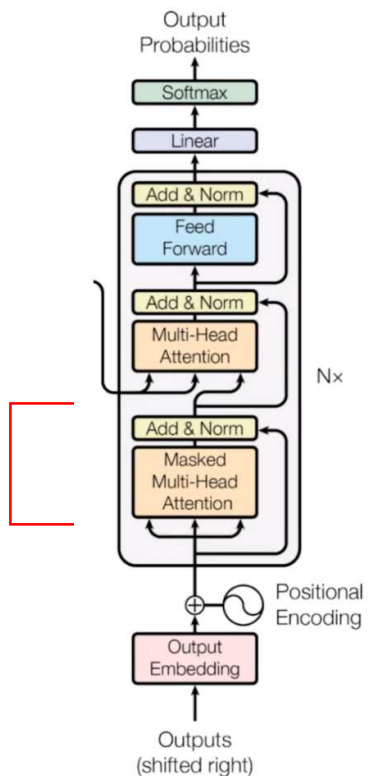 Output
Probabilities
Softmax
Linear
Add & Norm
Feed
Forward
Add & Norm
Multi-Head
Attention
N×
Add & Norm
Masked
Multi-Head
Attention
Positional
Encoding
Output
Embedding
Outputs
(shifted right)